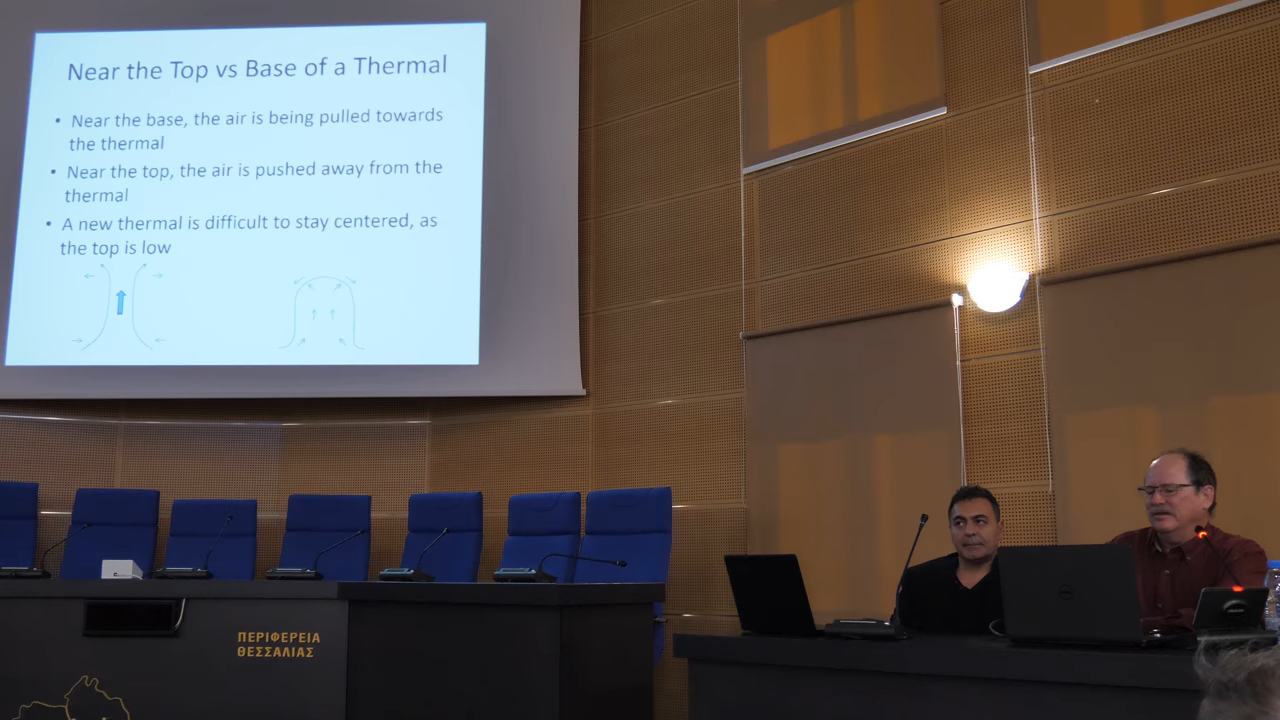 Near the Top vs Base of a Thermal
• Near the base, the air is being pulled towards
the thermal
• Near the top, the air is pushed away from the
thermal
• A new thermal is difficult to stay centered, as
the top is low
ΠΕΡΙΦΕΡΕΙΑ
ΘΕΣΣΑΛΙΑΣ
DELL